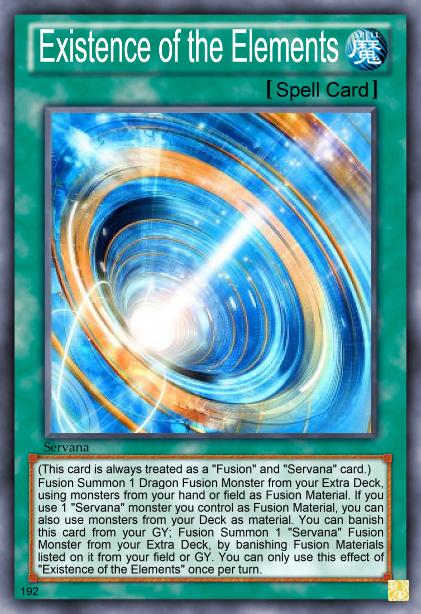 Existence of the Elements
SPELL
魔
[Spell Card]
Servana
(This card is always treated as a "Fusion" and "Servana" card.)
Fusion Summon 1 Dragon Fusion Monster from your Extra Deck,
using monsters from your hand or field as Fusion Material. If you
use 1 "Servana" monster you control as Fusion Material, you can
also use monsters from your Deck as material. You can banish
this card from your GY; Fusion Summon 1 "Servana" Fusion
Monster from your Extra Deck, by banishing Fusion Materials
listed on it from your field or GY. You can only use this effect of
"Existence of the Elements" once per turn.
192